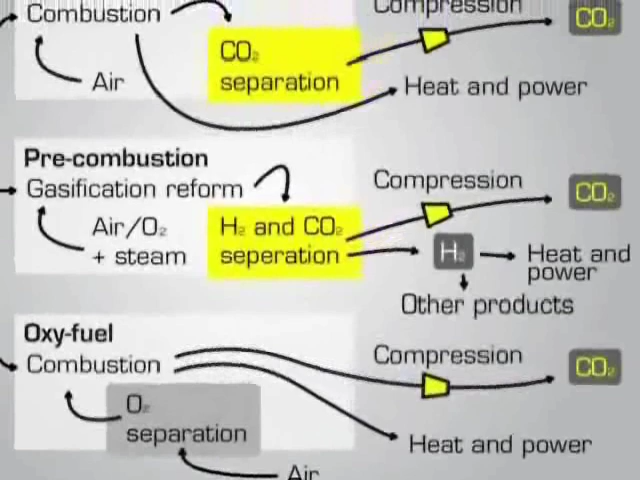 Compression
Combustion
CO₂
CO₂
separation
Air
Heat and power
Pre-combustion
Gasification reform
Compression
CO₂
Air/O₂
+ steam
H₂ and CO₂
seperation
H₂
Heat and
power
Other products
Oxy-fuel
Combustion
Compression
CO₂
O₂
separation
Heat and power
Air